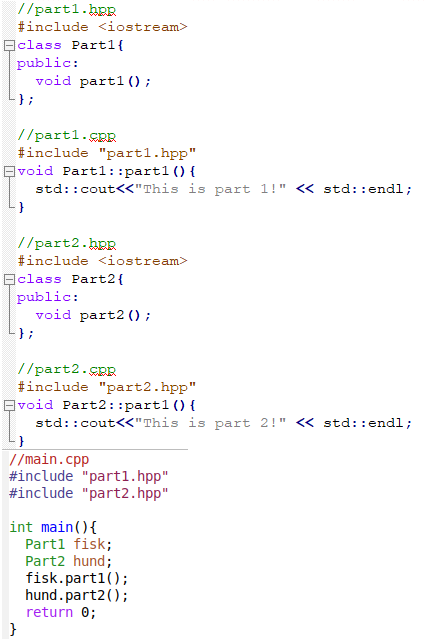 //part1.hpp
#include <iostream>
class Part1{
public:
  void part1();
};
//part1.cpp
#include "part1.hpp"
void Part1::part1(){
  std::cout<<"This is part 1!" << std::endl;
}
//part2.hpp
#include <iostream>
class Part2{
public:
  void part2();
};
//part2.cpp
#include "part2.hpp"
void Part2::part1(){
  std::cout<<"This is part 2!" << std::endl;
}
//main.cpp
#include "part1.hpp"
#include "part2.hpp"
int main(){
  Part1 fisk;
  Part2 hund;
  fisk.part1();
  hund.part2();
  return 0;
}